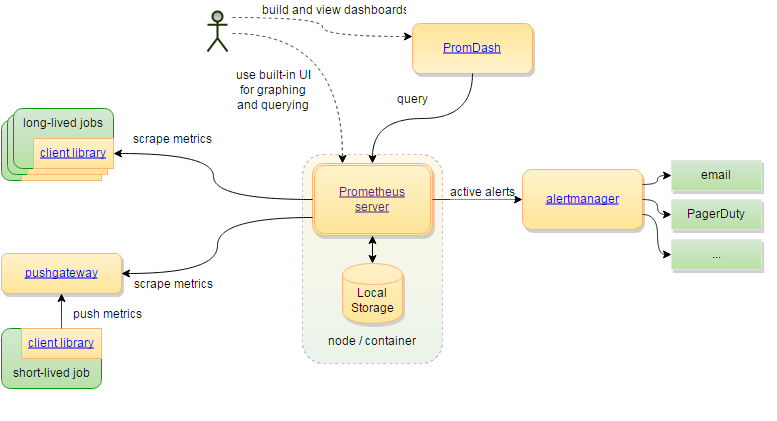 build and view dashboards
PromDash
use built-in UI
for graphing
and querying
query
long-lived jobs
client library
scrape metrics
Prometheus
server
active alerts
alertmanager
email
PagerDuty
...
pushgateway
scrape metrics
push metrics
Local
Storage
node / container
client library
short-lived job